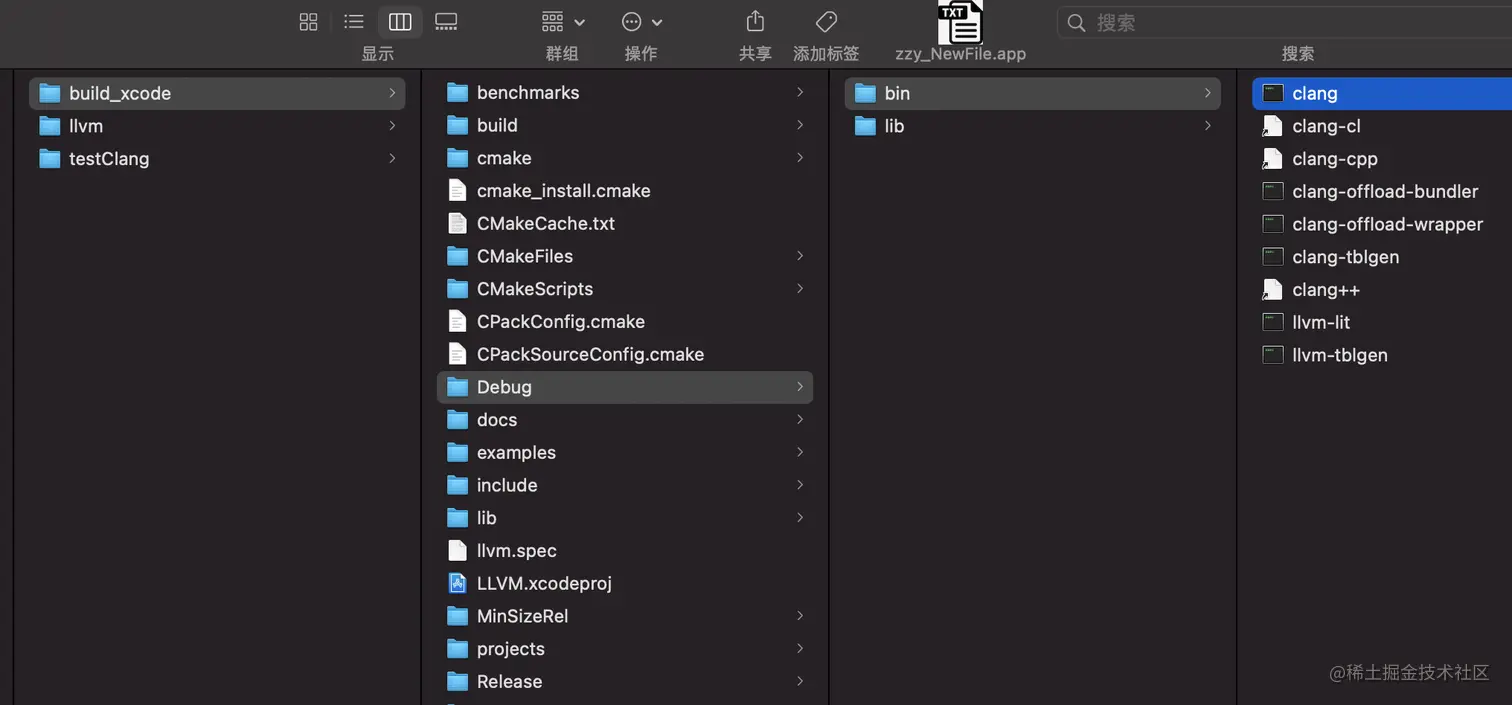 TXT
搜索
显示
群组
操作
共享
添加标签
zzy_NewFile.app
搜索
build_xcode
llvm
testClang
benchmarks
build
cmake
cmake_install.cmake
CMakeCache.txt
CMakeFiles
CMakeScripts
CPackConfig.cmake
CPackSourceConfig.cmake
Debug
docs
examples
include
lib
llvm.spec
LLVM.xcodeproj
MinSizeRel
projects
Release
bin
lib
clang
clang-cl
clang-cpp
clang-offload-bundler
clang-offload-wrapper
clang-tblgen
clang++
llvm-lit
llvm-tblgen
@稀土掘金技术社区